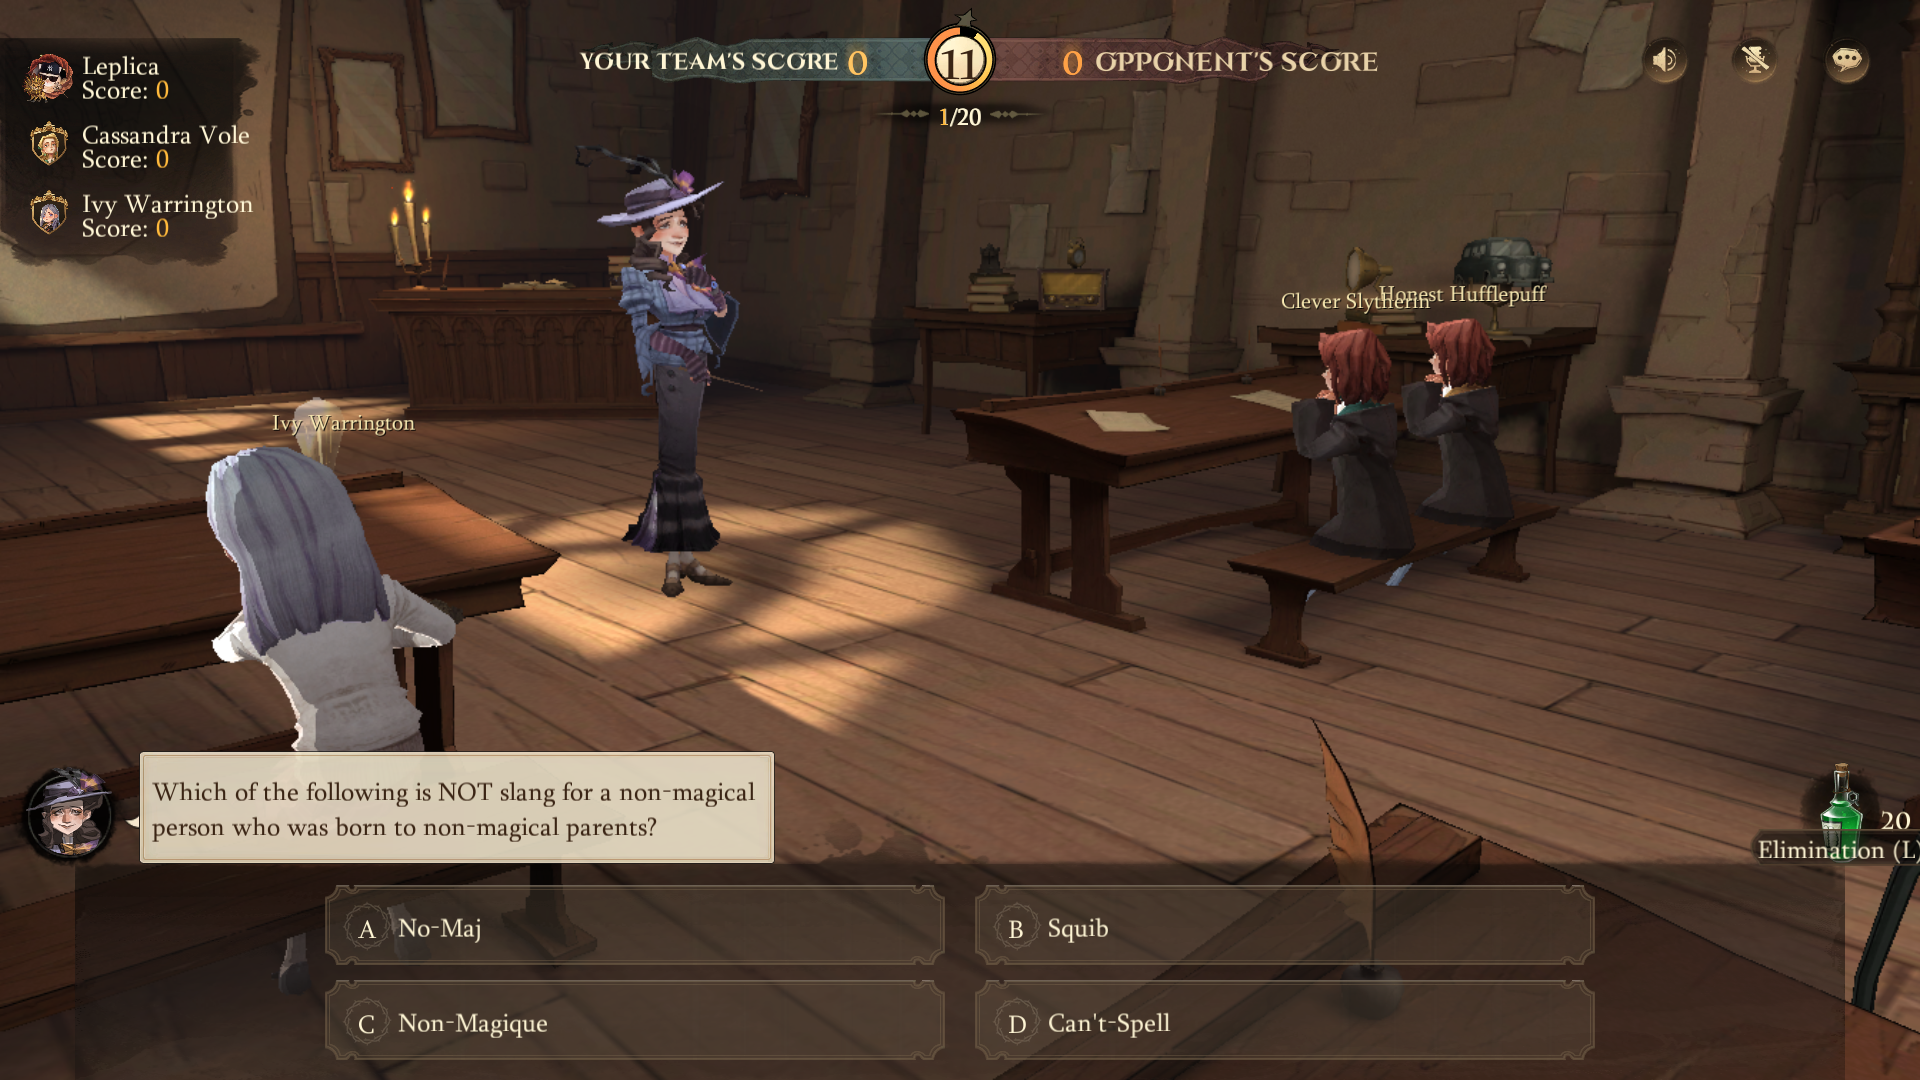 Leplica
Score: 0
Cassandra Vole
Score: 0
Ivy Warrington
Score: 0
YOUR TEAM'S SCORE 0
11
0 OPPONENT'S SCORE
1/20
Clever Slytherin
Honest Hufflepuff
Ivy Warrington
Which of the following is NOT slang for a non-magical
person who was born to non-magical parents?
20
Elimination (L)
A No-Maj
B Squib
C Non-Magique
D Can't-Spell